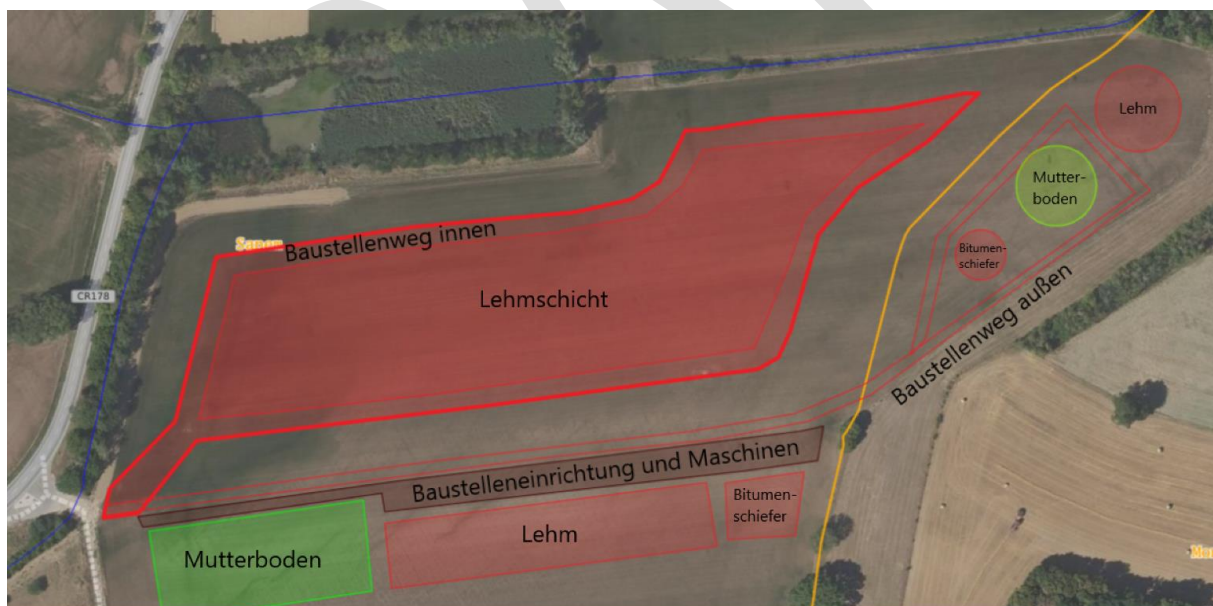 Lehm
Mutter-
boden
Baustellenweg innen
Bitumen-
schiefer
CR178
Lehmschicht
Baustellenweg außen
Baustelleneinrichtung und Maschinen
Bitumen-
schiefer
Lehm
Mutterboden